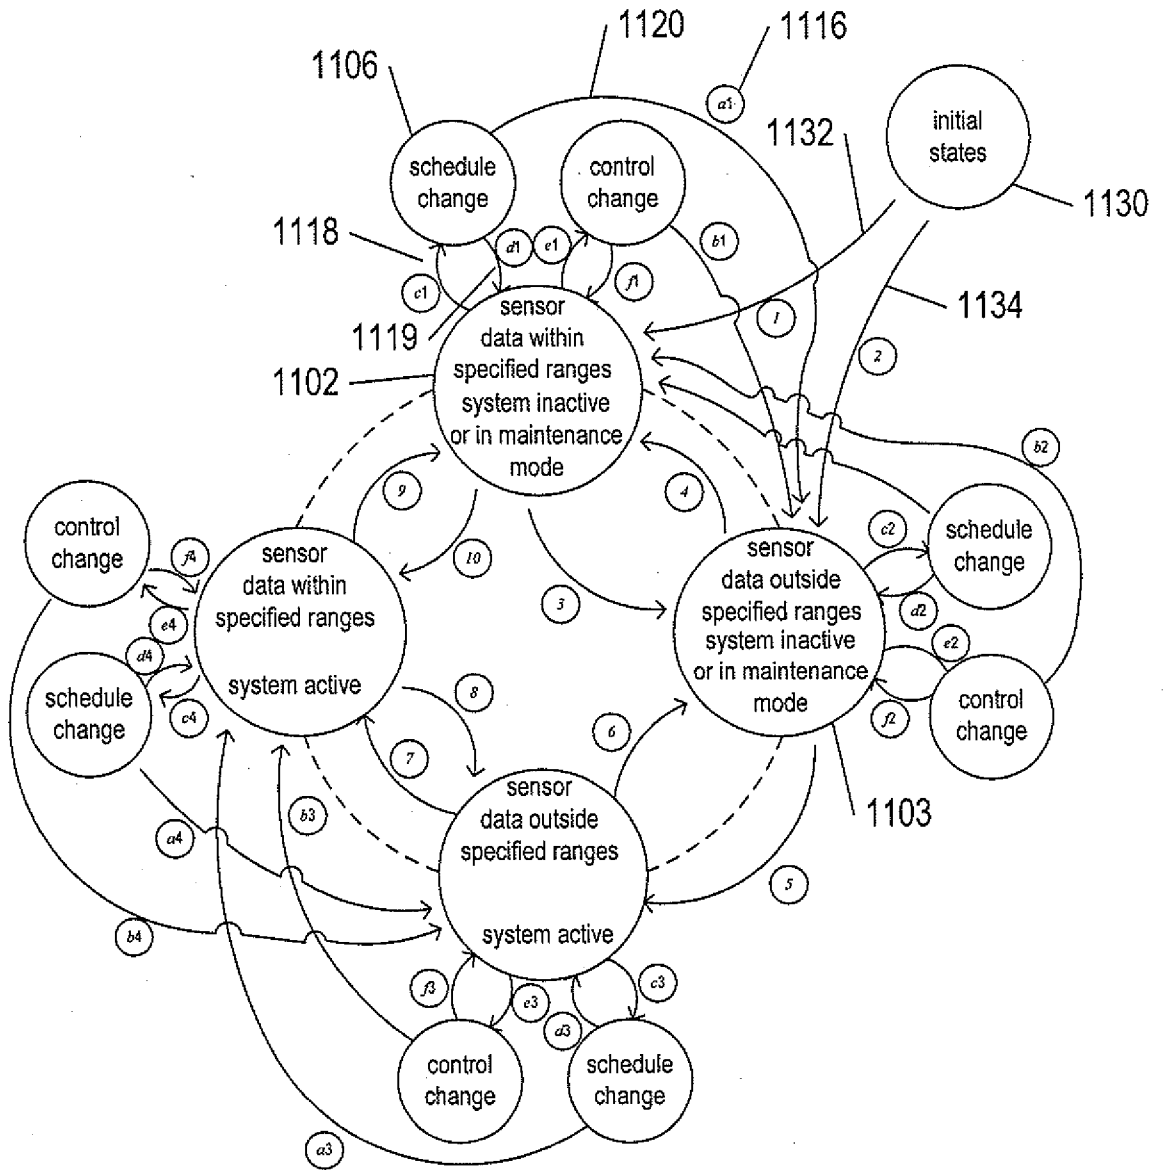 1120
1116
1106
a1
1132
initial
states
1130
schedule
change
control
change
1118
d1
e1
b1
c1
f1
1119
1134
1
2
1102
sensor
data within
specified ranges
system inactive
or in maintenance
mode
b2
9
4
10
3
c2
schedule
change
d2
e2
f2
control
change
sensor
data outside
specified ranges
system inactive
or in maintenance
mode
1103
control
change
f4
e4
d4
c4
schedule
change
sensor
data within
specified ranges
system active
8
7
6
5
a4
b3
b4
sensor
data outside
specified ranges
system active
f3
e3
d3
c3
control
change
schedule
change
a3